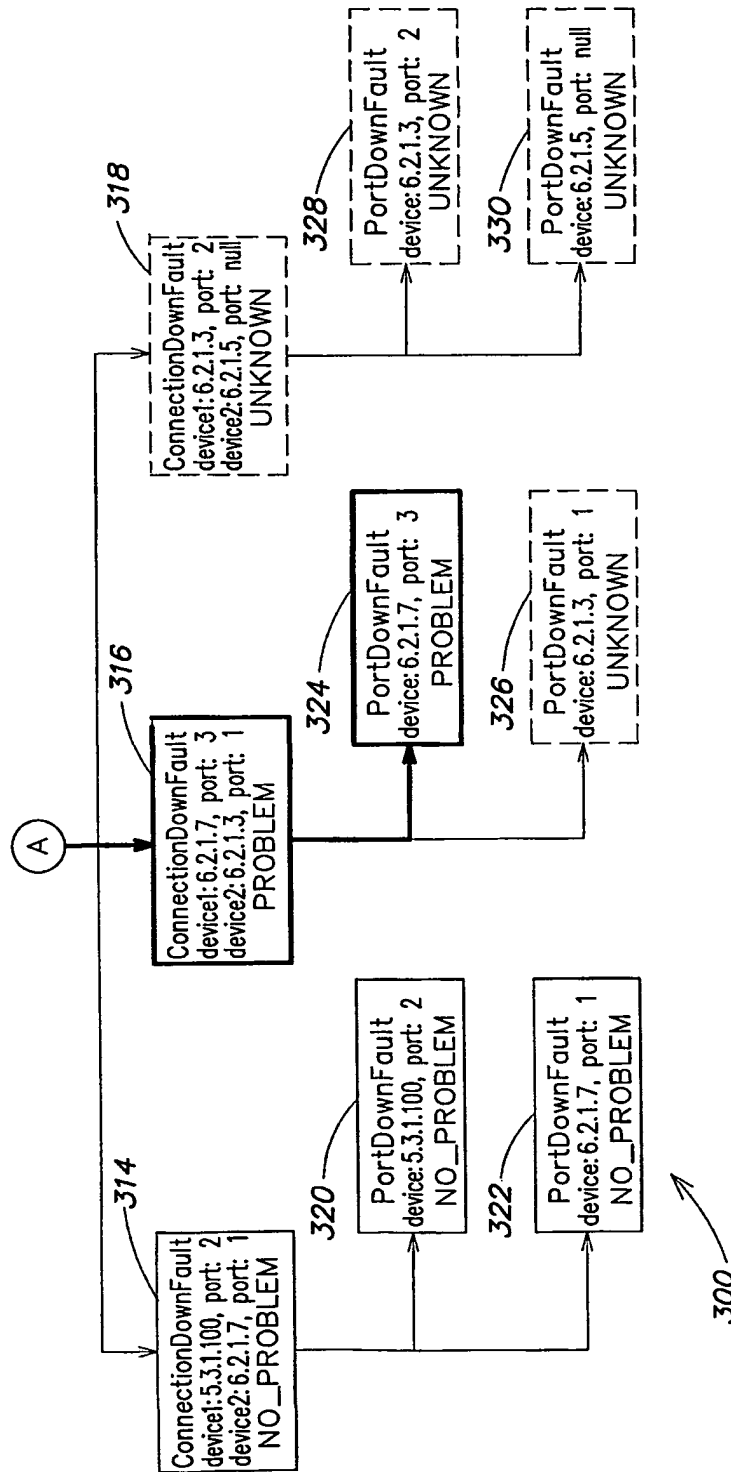 A
314
ConnectionDownFault
device1: 5.3.1.100, port: 2
device2: 6.2.1.7, port: 1
NO_PROBLEM
316
ConnectionDownFault
device1: 6.2.1.7, port: 3
device2: 6.2.1.3, port: 1
PROBLEM
318
ConnectionDownFault
device1: 6.2.1.3, port: 2
device2: 6.2.1.5, port: null
UNKNOWN
320
PortDownFault
device: 5.3.1.100, port: 2
NO_PROBLEM
324
PortDownFault
device: 6.2.1.7, port: 3
PROBLEM
328
PortDownFault
device: 6.2.1.3, port: 2
UNKNOWN
322
PortDownFault
device: 6.2.1.7, port: 1
NO_PROBLEM
326
PortDownFault
device: 6.2.1.3, port: 1
UNKNOWN
330
PortDownFault
device: 6.2.1.5, port: null
UNKNOWN
300